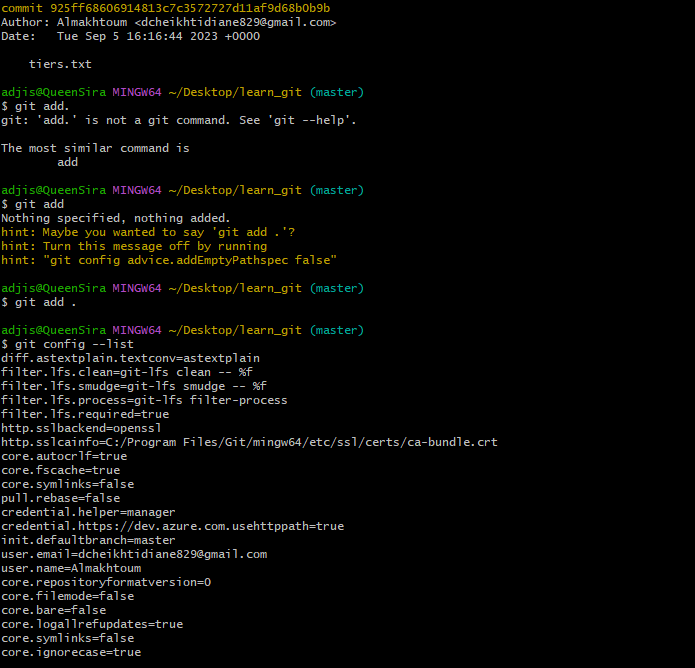 commit 925ff68606914813c7c3572727d11af9d68b0b9b
Author: Almakhtoum <dcheikhtidiane829@gmail.com>
Date:   Tue Sep 5 16:16:44 2023 +0000
    tiers.txt
adjis@QueenSira MINGW64 ~/Desktop/learn_git (master)
$ git add.
git: 'add.' is not a git command. See 'git --help'.
The most similar command is
        add
adjis@QueenSira MINGW64 ~/Desktop/learn_git (master)
$ git add
Nothing specified, nothing added.
hint: Maybe you wanted to say 'git add .'?
hint: Turn this message off by running
hint: "git config advice.addEmptyPathspec false"
adjis@QueenSira MINGW64 ~/Desktop/learn_git (master)
$ git add .
adjis@QueenSira MINGW64 ~/Desktop/learn_git (master)
$ git config --list
diff.astextplain.textconv=astextplain
filter.lfs.clean=git-lfs clean -- %f
filter.lfs.smudge=git-lfs smudge -- %f
filter.lfs.process=git-lfs filter-process
filter.lfs.required=true
http.sslbackend=openssl
http.sslcainfo=C:/Program Files/Git/mingw64/etc/ssl/certs/ca-bundle.crt
core.autocrlf=true
core.fscache=true
core.symlinks=false
pull.rebase=false
credential.helper=manager
credential.https://dev.azure.com.usehttppath=true
init.defaultbranch=master
user.email=dcheikhtidiane829@gmail.com
user.name=Almakhtoum
core.repositoryformatversion=0
core.filemode=false
core.bare=false
core.logallrefupdates=true
core.symlinks=false
core.ignorecase=true